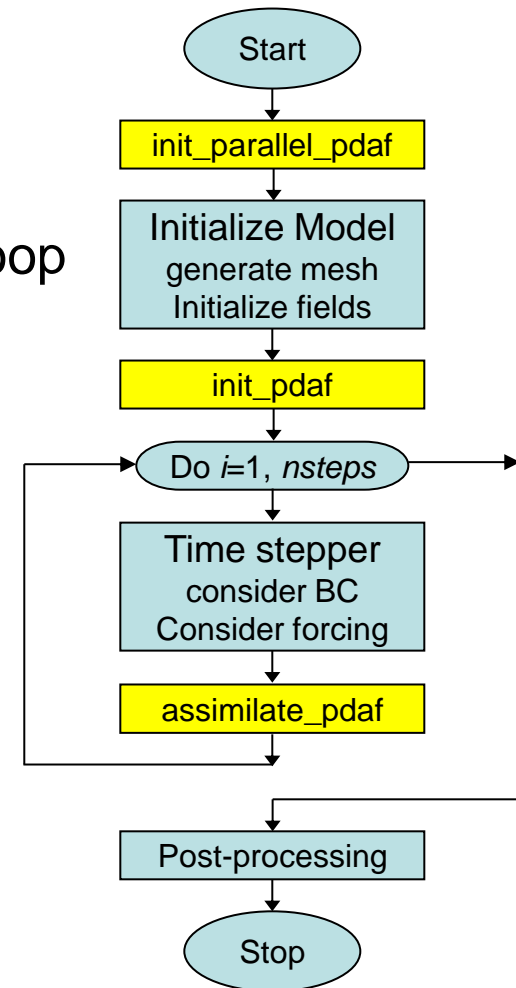 Start
init_parallel_pdaf
Initialize Model
generate mesh
Initialize fields
init_pdaf
Do i=1, nsteps
Time stepper
consider BC
Consider forcing
assimilate_pdaf
Post-processing
Stop